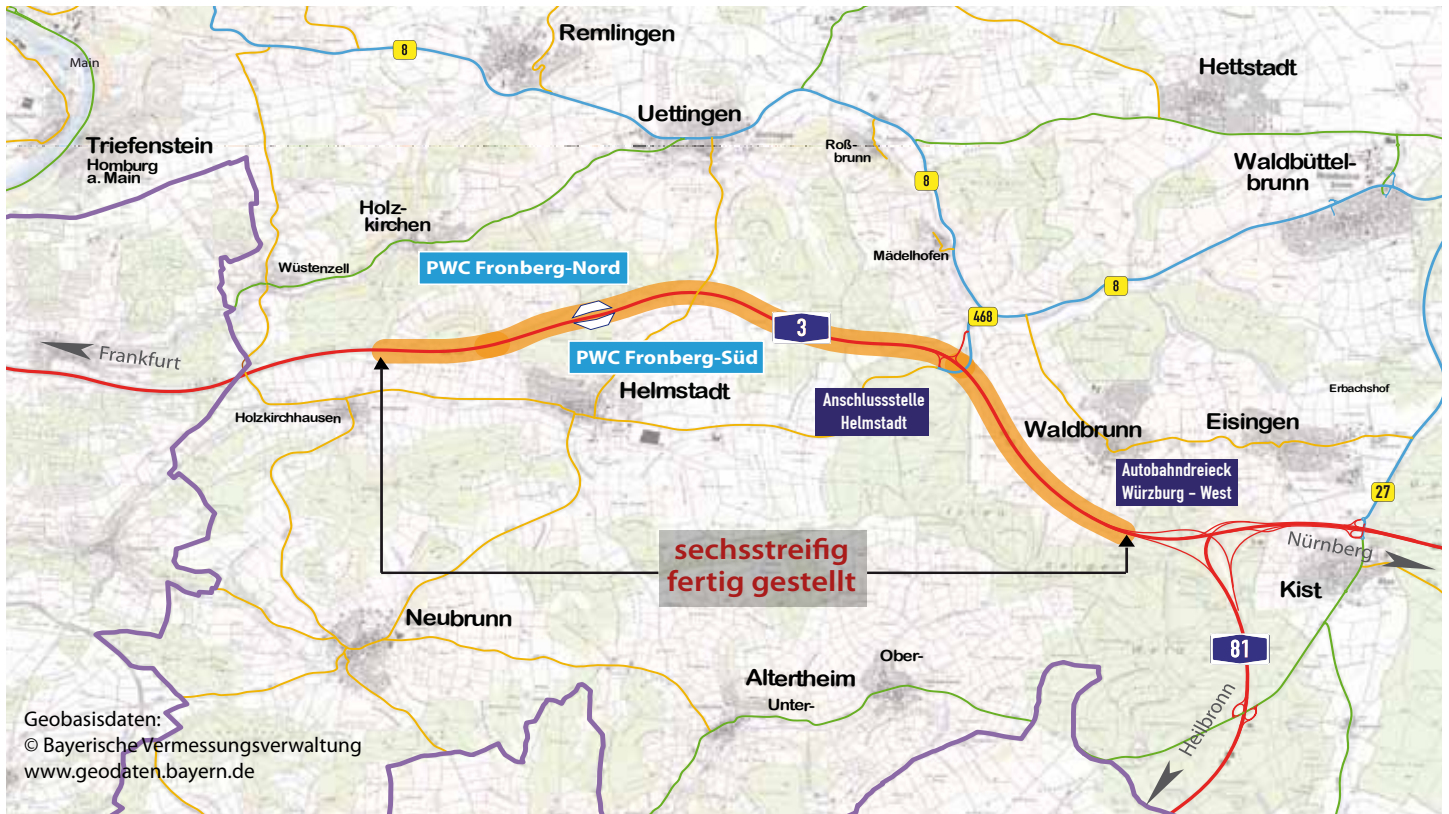 Remlingen
8
Main
Hettstadt
Uettingen
Triefenstein
Homburg
a. Main
Roß-
brunn
Waldbüttel-
brunn
8
Holz-
kirchen
Mädelhofen
Wüstenzell
PWC Fronberg-Nord
8
468
3
Frankfurt
PWC Fronberg-Süd
Helmstadt
Erbachshof
Anschlussstelle
Helmstadt
Holzkirchhausen
Waldbrunn
Eisingen
Autobahndreieck
Würzburg – West
27
sechsstreifig
fertig gestellt
Nürnberg
Kist
Neubrunn
81
Ober-
Altertheim
Unter-
Heilbronn
Geobasisdaten:
© Bayerische Vermessungsverwaltung
www.geodaten.bayern.de